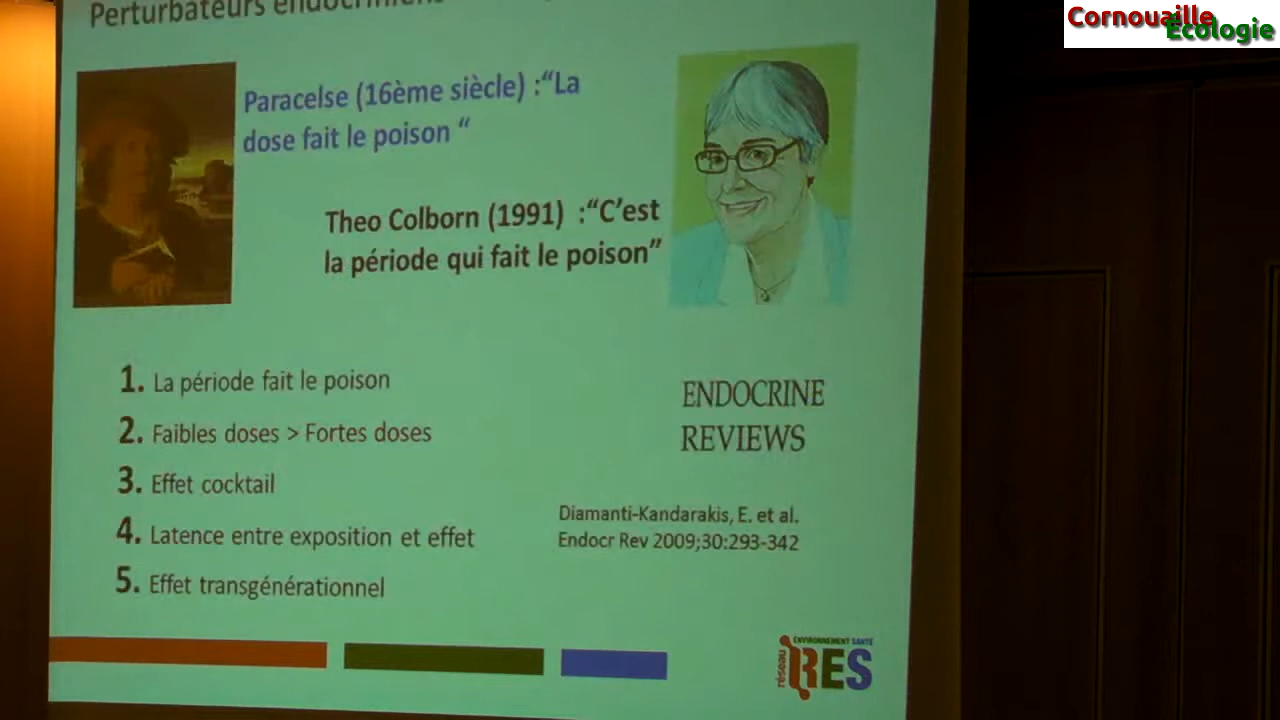 Cornouaille
Écologie
Perturbateurs endocriniens
Paracelse (16ème siècle) :“La
dose fait le poison “
Theo Colborn (1991) :“C’est
la période qui fait le poison”
1. La période fait le poison
2. Faibles doses > Fortes doses
3. Effet cocktail
4. Latence entre exposition et effet
5. Effet transgénérationnel
ENDOCRINE
REVIEWS
Diamanti-Kandarakis, E. et al.
Endocr Rev 2009;30:293-342
ENVIRONNEMENT SANTÉ
réseau
RES